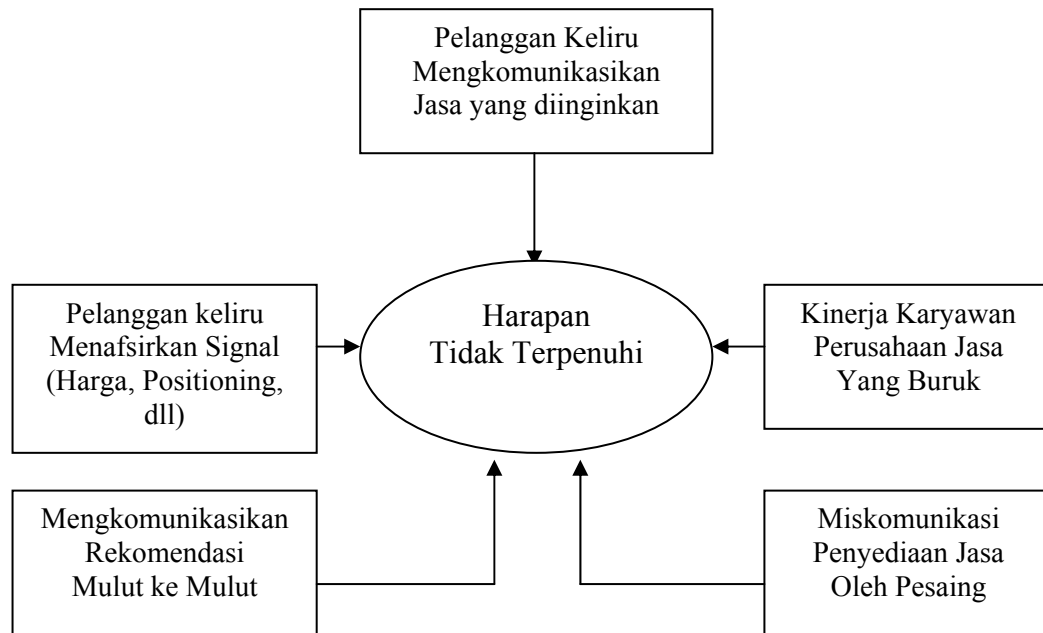 Pelanggan Keliru
Mengkomunikasikan
Jasa yang diinginkan
Pelanggan keliru
Menafsirkan Signal
(Harga, Positioning,
dll)
Harapan
Tidak Terpenuhi
Kinerja Karyawan
Perusahaan Jasa
Yang Buruk
Mengkomunikasikan
Rekomendasi
Mulut ke Mulut
Miskomunikasi
Penyediaan Jasa
Oleh Pesaing